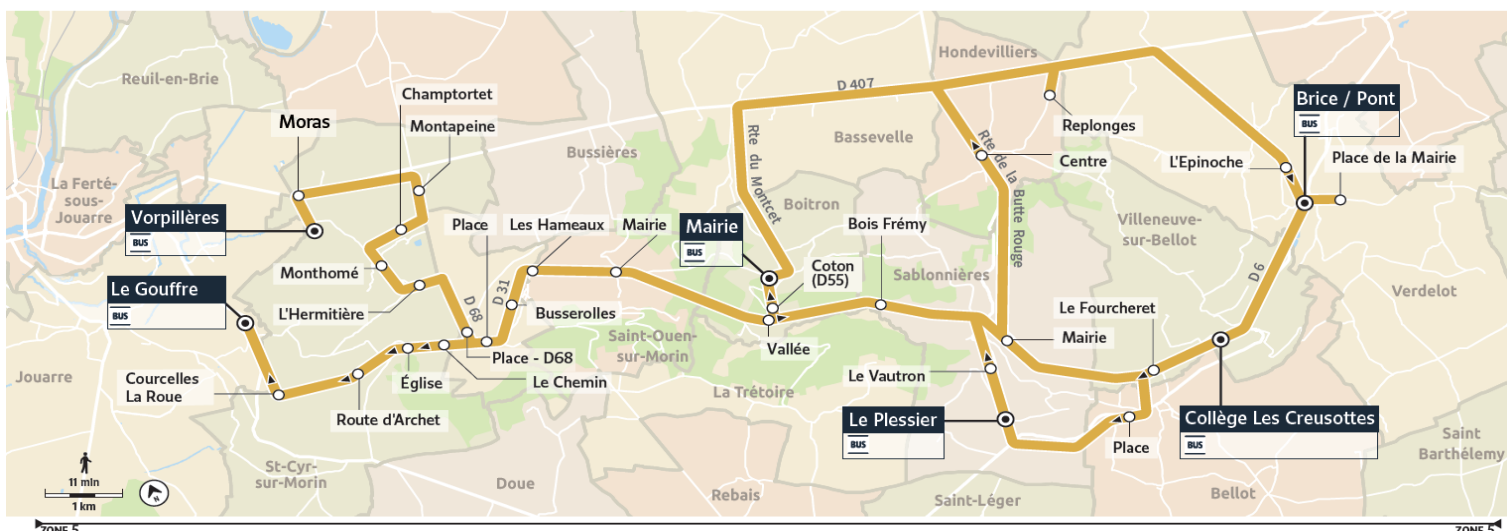 Hondevilliers
Reuil-en-Brie
D 407
Champtortet
Brice / Pont
BUS
Moras
Montapeine
Replonges
Bassevelle
Rte du Montcet
Rte de la Butte Rouge
Bussières
Centre
L'Epinoche
Place de la Mairie
La Ferté-
sous-
Jouarre
Vorpillères
BUS
Boitron
Villeneuve-
sur-Bellot
Place
Les Hameaux
Mairie
Mairie
BUS
Bois Frémy
Monthomé
Coton
(D55)
Sablonnières
D 6
Le Gouffre
BUS
D 31
D 68
Verdelot
L'Hermitière
Busserolles
Le Fourcheret
Saint-Ouen-
sur-Morin
Mairie
Vallée
Place - D68
Jouarre
Courcelles
La Roue
Église
Le Chemin
Le Vautron
La Trétoire
Route d'Archet
Le Plessier
BUS
Collège Les Creusottes
BUS
Place
Saint
Barthélemy
St-Cyr-
sur-Morin
11 min
1 km
N
Doue
Rebais
Saint-Léger
Bellot
ZONE 5
ZONE 5